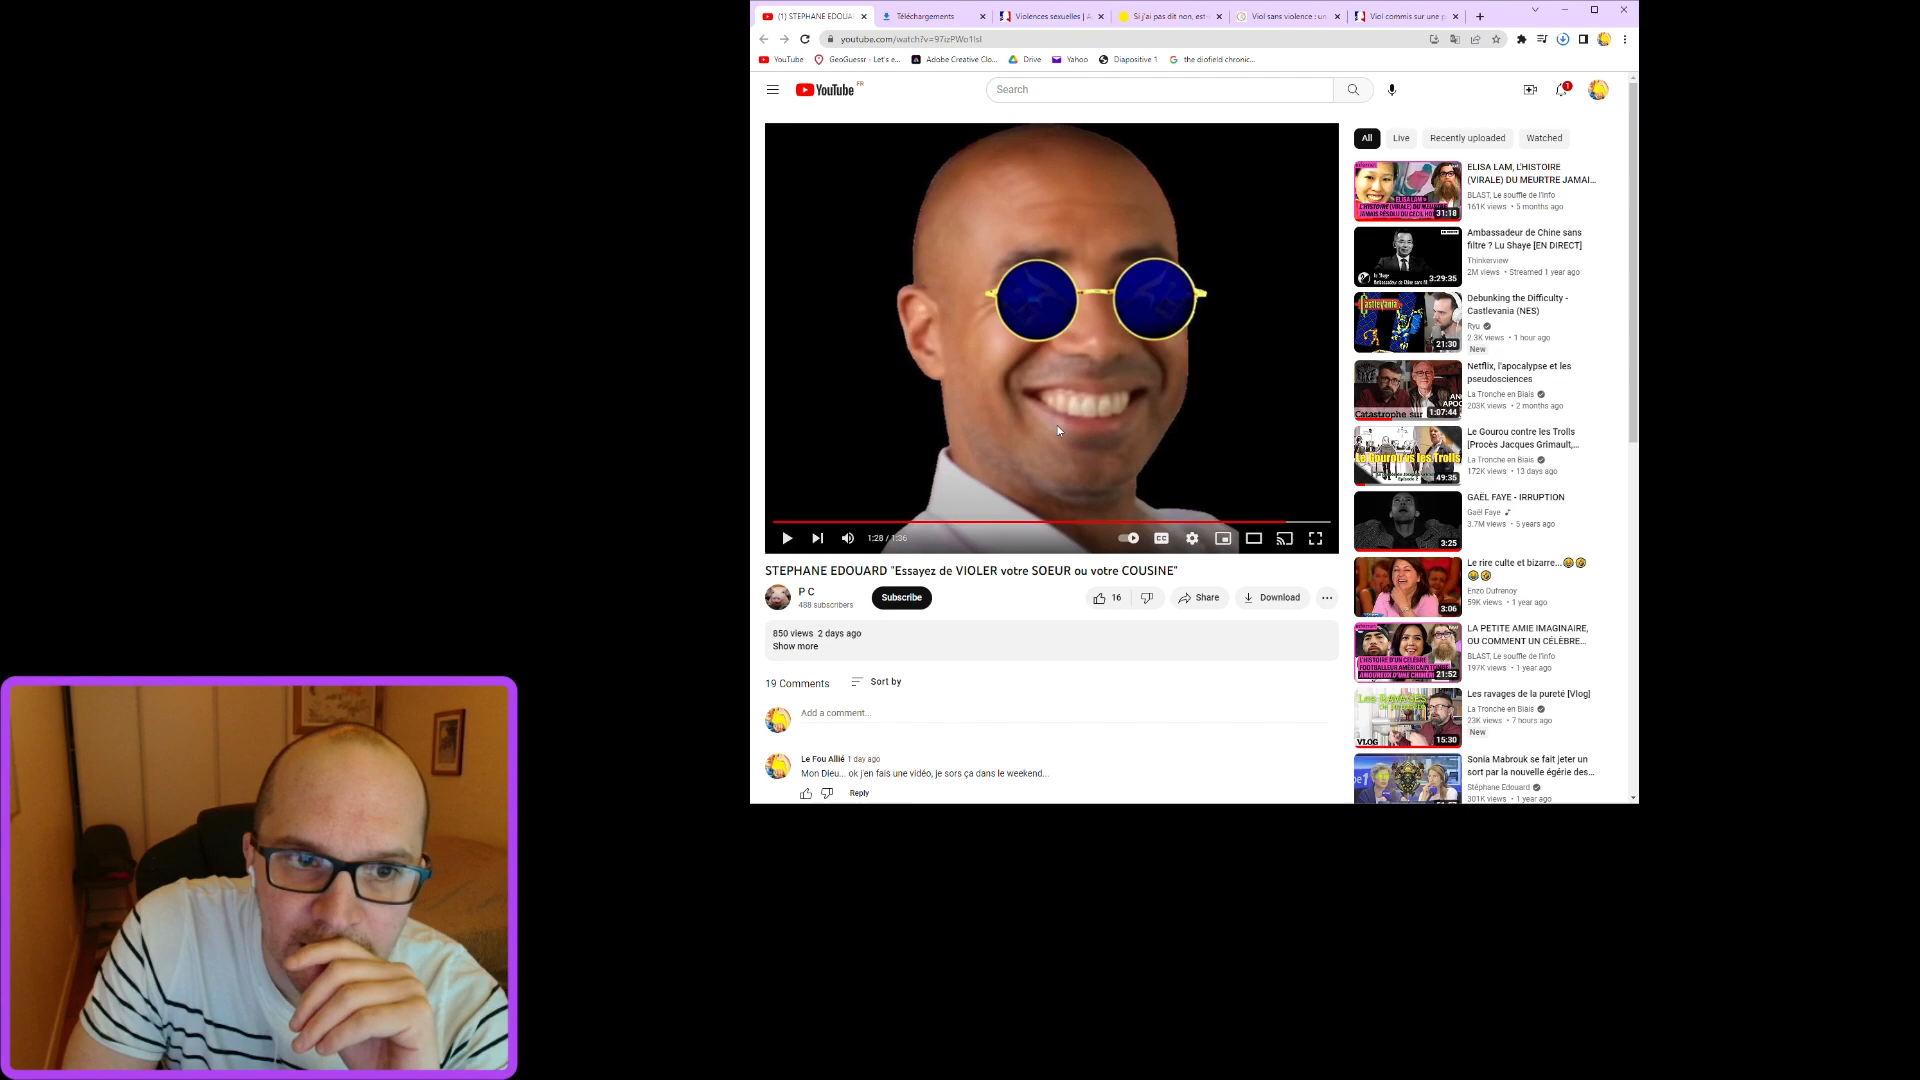 (1) STEPHANE EDOUA
Téléchargements
Violences sexuelles | A
Si j'ai pas dit non, est-
Viol sans violence : un
Viol commis sur une p
youtube.com/watch?v=97izPWo1IsI
YouTube
GeoGuessr - Let's e...
Adobe Creative Clo...
Drive
Yahoo
Diapositive 1
the diofield chronic...
YouTube FR
Search
1
All
Live
Recently uploaded
Watched
ELISA LAM, L'HISTOIRE
(VIRALE) DU MEURTRE JAMAI...
BLAST, Le souffle de l'info
161K views • 5 months ago
31:18
Ambassadeur de Chine sans
filtre ? Lu Shaye [EN DIRECT]
Thinkerview
2M views • Streamed 1 year ago
3:29:35
Debunking the Difficulty -
Castlevania (NES)
Ryu
2.3K views • 1 hour ago
New
Castlevania
21:30
Netflix, l'apocalypse et les
pseudosciences
La Tronche en Biais
203K views • 2 months ago
Catastrophe sur
1:07:44
Le Gourou contre les Trolls
[Procès Jacques Grimault,...
La Tronche en Biais
172K views • 13 days ago
Le Gourou vs les Trolls
49:35
GAËL FAYE - IRRUPTION
Gaël Faye
3.7M views • 5 years ago
3:25
Le rire culte et bizarre...🤣🤣
🤣🤣
Enzo Dufrenoy
59K views • 1 year ago
3:06
LA PETITE AMIE IMAGINAIRE,
OU COMMENT UN CÉLÈBRE...
BLAST, Le souffle de l'info
197K views • 1 year ago
21:52
Les ravages de la pureté [Vlog]
La Tronche en Biais
23K views • 7 hours ago
New
VLOG
15:30
Sonia Mabrouk se fait jeter un
sort par la nouvelle égérie des...
Stéphane Edouard
301K views • 1 year ago
1:28 / 1:36
CC
STEPHANE EDOUARD "Essayez de VIOLER votre SOEUR ou votre COUSINE"
P C
488 subscribers
Subscribe
16
Share
Download
850 views 2 days ago
Show more
19 Comments
Sort by
Add a comment...
Le Fou Allié 1 day ago
Mon Dieu... ok j'en fais une vidéo, je sors ça dans le weekend...
Reply